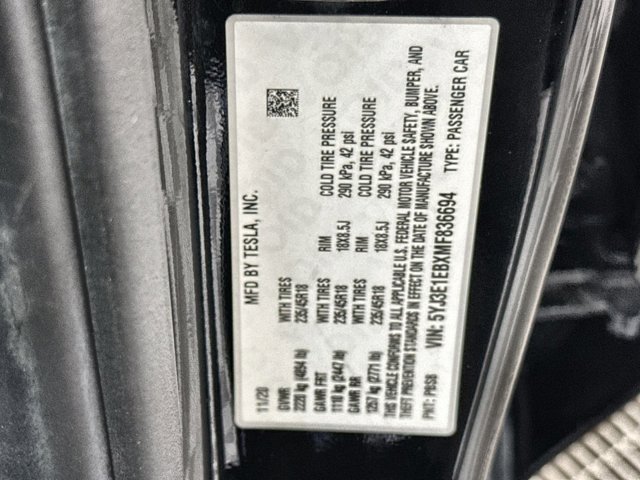 MFD BY TESLA, INC.
11/20
GVWR WITH TIRES RIM COLD TIRE PRESSURE
2220 kg (4894 lb) 235/45R18 18X8.5J 290 kPa, 42 psi
GAWR FRT WITH TIRES RIM COLD TIRE PRESSURE
1110 kg (2447 lb) 235/45R18 18X8.5J 290 kPa, 42 psi
GAWR RR WITH TIRES
1257 kg (2771 lb) 235/45R18
THIS VEHICLE CONFORMS TO ALL APPLICABLE U.S. FEDERAL MOTOR VEHICLE SAFETY, BUMPER, AND
THEFT PREVENTION STANDARDS IN EFFECT ON THE DATE OF MANUFACTURE SHOWN ABOVE.
PNT: PBSB VIN: 5YJ3E1EBXMF836694 TYPE: PASSENGER CAR